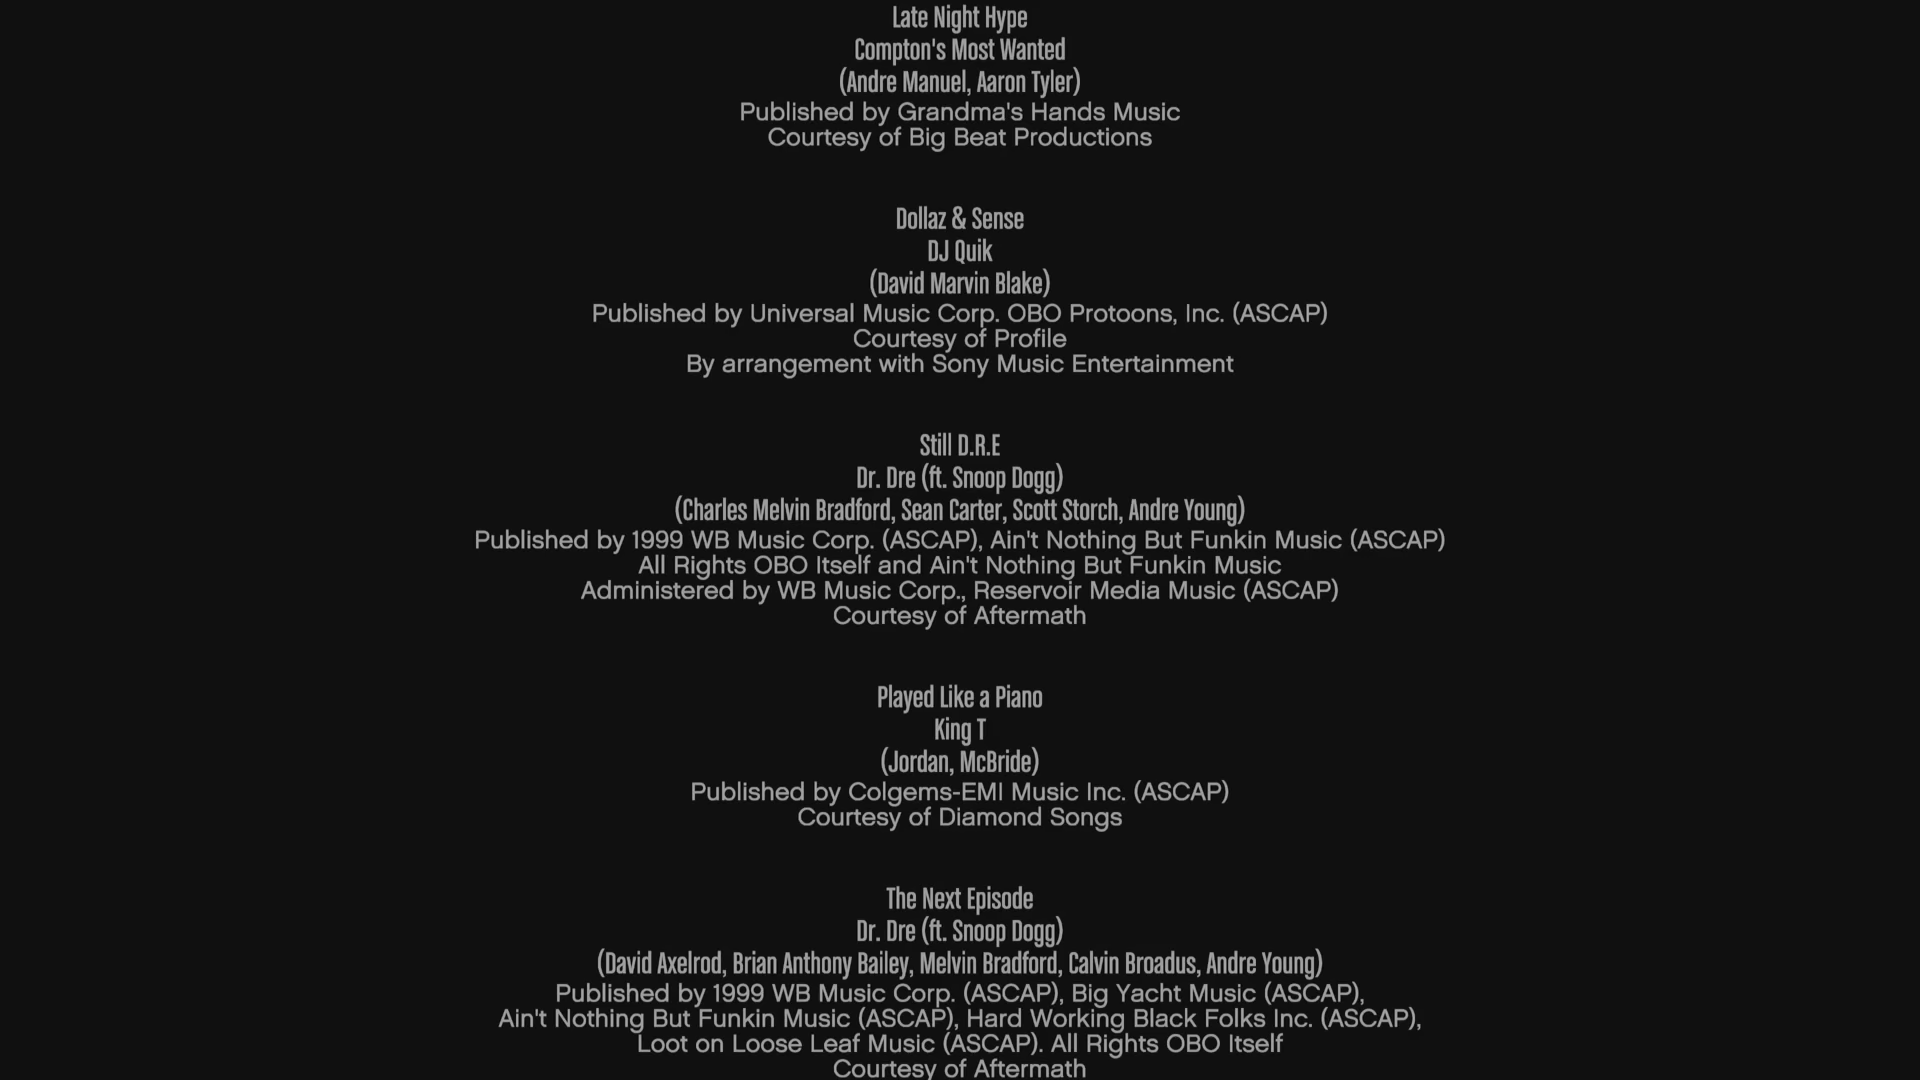 Late Night Hype
Compton's Most Wanted
(Andre Manuel, Aaron Tyler)
Published by Grandma's Hands Music
Courtesy of Big Beat Productions
Dollaz & Sense
DJ Quik
(David Marvin Blake)
Published by Universal Music Corp. OBO Protoons, Inc. (ASCAP)
Courtesy of Profile
By arrangement with Sony Music Entertainment
Still D.R.E
Dr. Dre (ft. Snoop Dogg)
(Charles Melvin Bradford, Sean Carter, Scott Storch, Andre Young)
Published by 1999 WB Music Corp. (ASCAP), Ain't Nothing But Funkin Music (ASCAP)
All Rights OBO Itself and Ain't Nothing But Funkin Music
Administered by WB Music Corp., Reservoir Media Music (ASCAP)
Courtesy of Aftermath
Played Like a Piano
King T
(Jordan, McBride)
Published by Colgems-EMI Music Inc. (ASCAP)
Courtesy of Diamond Songs
The Next Episode
Dr. Dre (ft. Snoop Dogg)
(David Axelrod, Brian Anthony Bailey, Melvin Bradford, Calvin Broadus, Andre Young)
Published by 1999 WB Music Corp. (ASCAP), Big Yacht Music (ASCAP),
Ain't Nothing But Funkin Music (ASCAP), Hard Working Black Folks Inc. (ASCAP),
Loot on Loose Leaf Music (ASCAP). All Rights OBO Itself
Courtesy of Aftermath